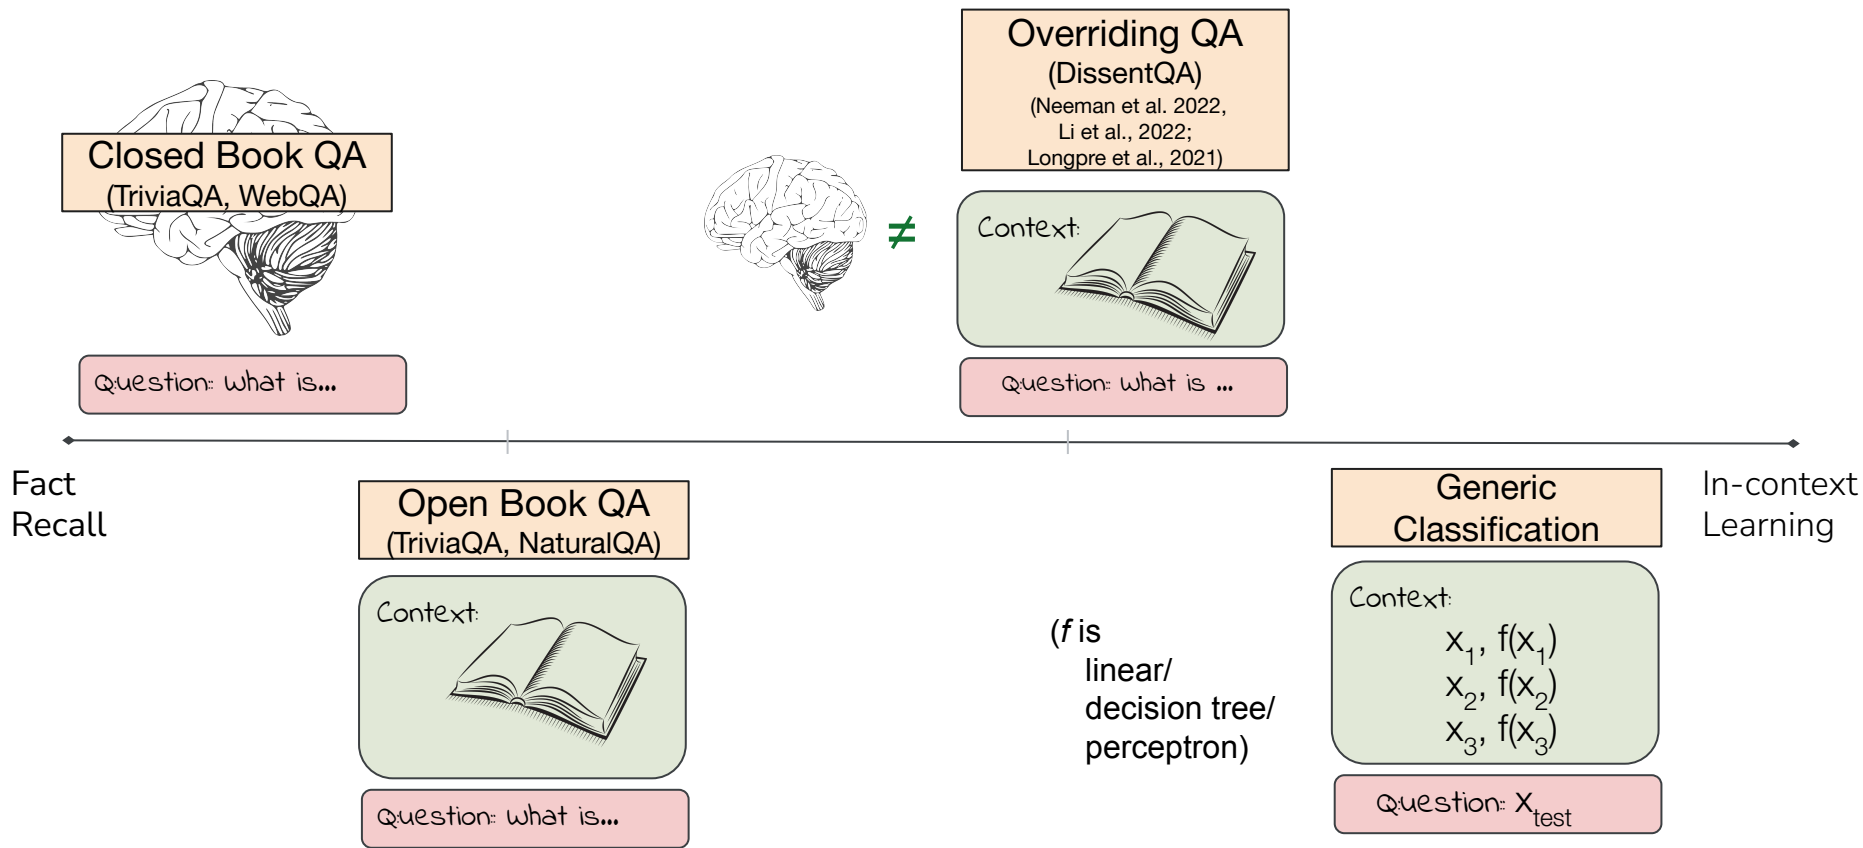 Closed Book QA
(TriviaQA, WebQA)
Question:: What is...
Overriding QA
(DissentQA)
(Neeman et al. 2022,
Li et al., 2022;
Longpre et al., 2021)
≠
Context:
Question:: What is ...
Fact
Recall
In-context
Learning
Open Book QA
(TriviaQA, NaturalQA)
Context:
Question:: What is...
(f is
linear/
decision tree/
perceptron)
Generic
Classification
Context:
x₁, f(x₁)
x₂, f(x₂)
x₃, f(x₃)
Question:: x_test